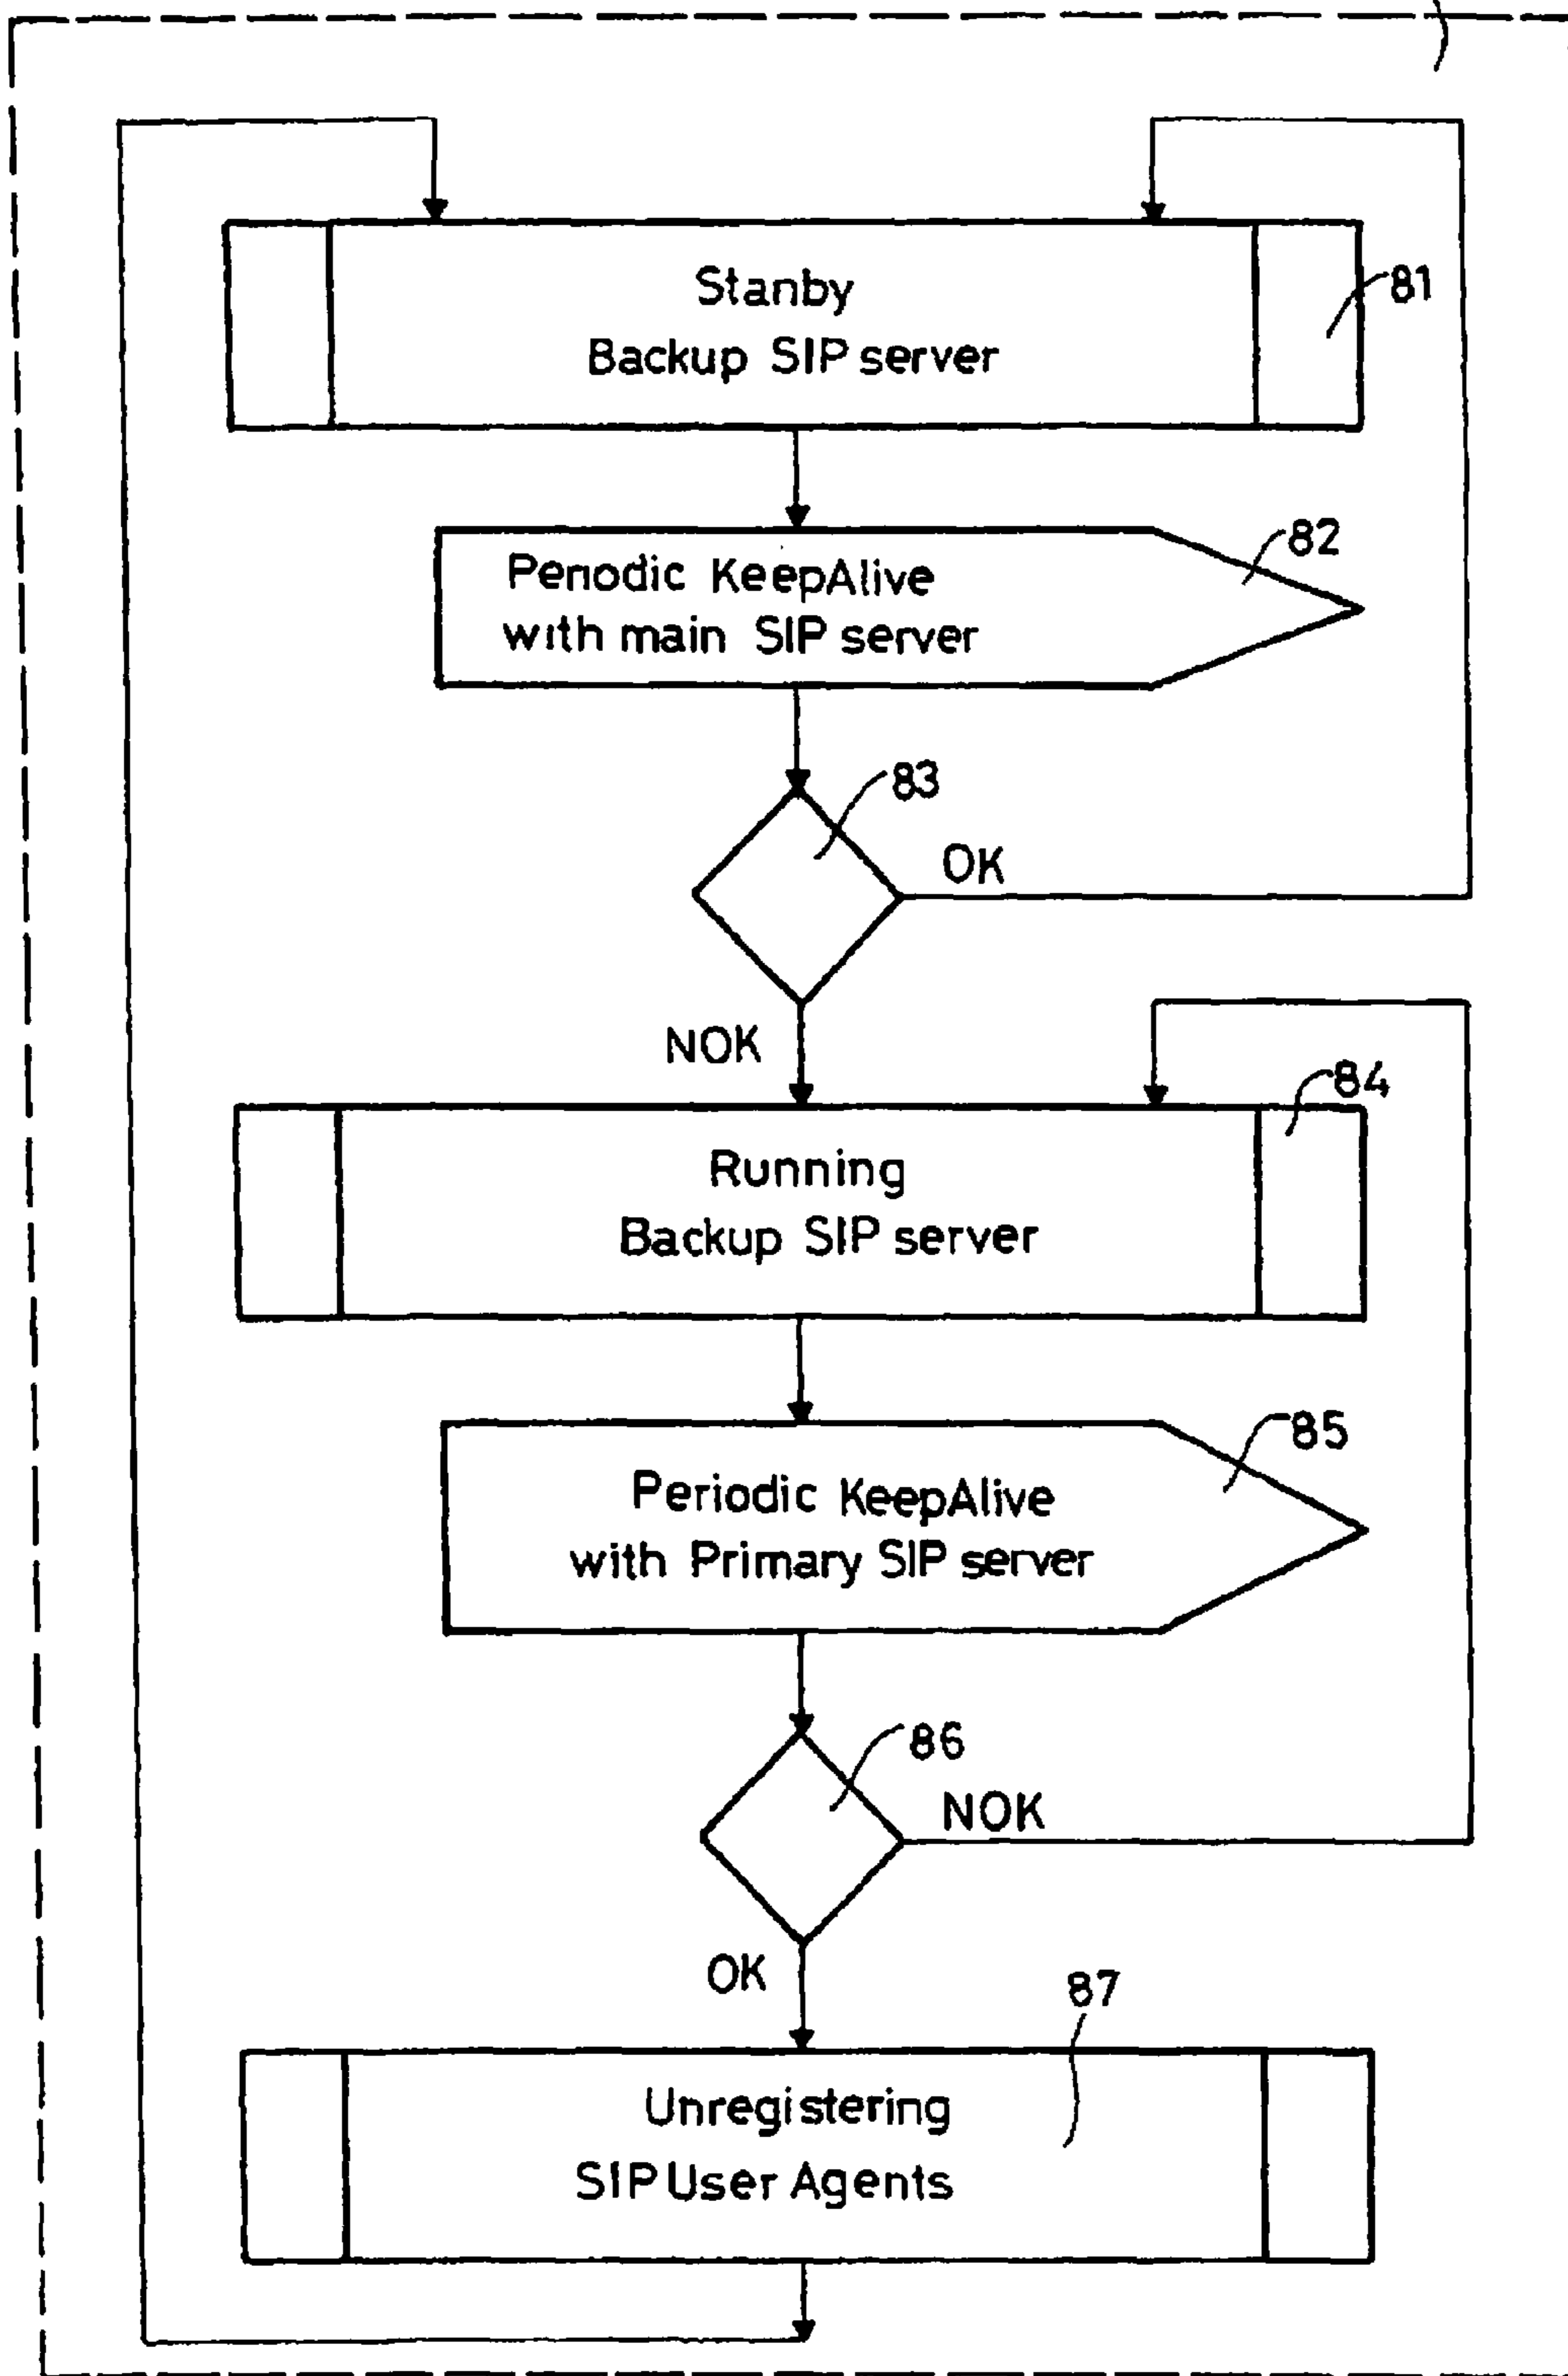 Stanby
Backup SIP server
81
Periodic KeepAlive
with main SIP server
82
83
OK
NOK
84
Running
Backup SIP server
85
Periodic KeepAlive
with Primary SIP server
86
NOK
OK
87
Unregistering
SIP User Agents